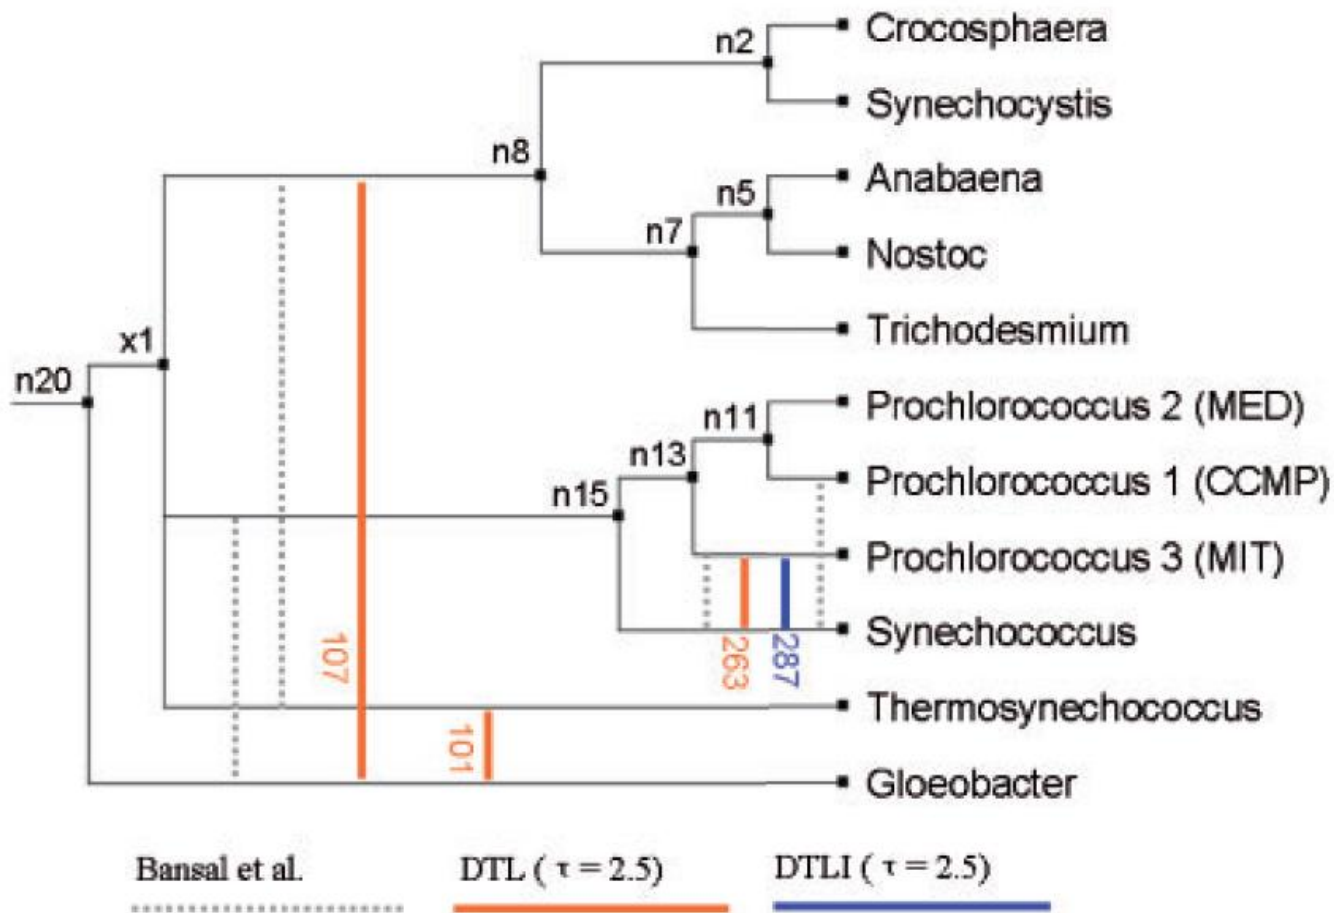 Crocosphaera
n2
Synechocystis
n8
Anabaena
n5
n7
Nostoc
Trichodesmium
x1
n20
Prochlorococcus 2 (MED)
n11
n13
Prochlorococcus 1 (CCMP)
n15
Prochlorococcus 3 (MIT)
Synechococcus
107
263
287
Thermosynechococcus
101
Gloeobacter
Bansal et al.
DTL ( τ = 2.5)
DTLI ( τ = 2.5)